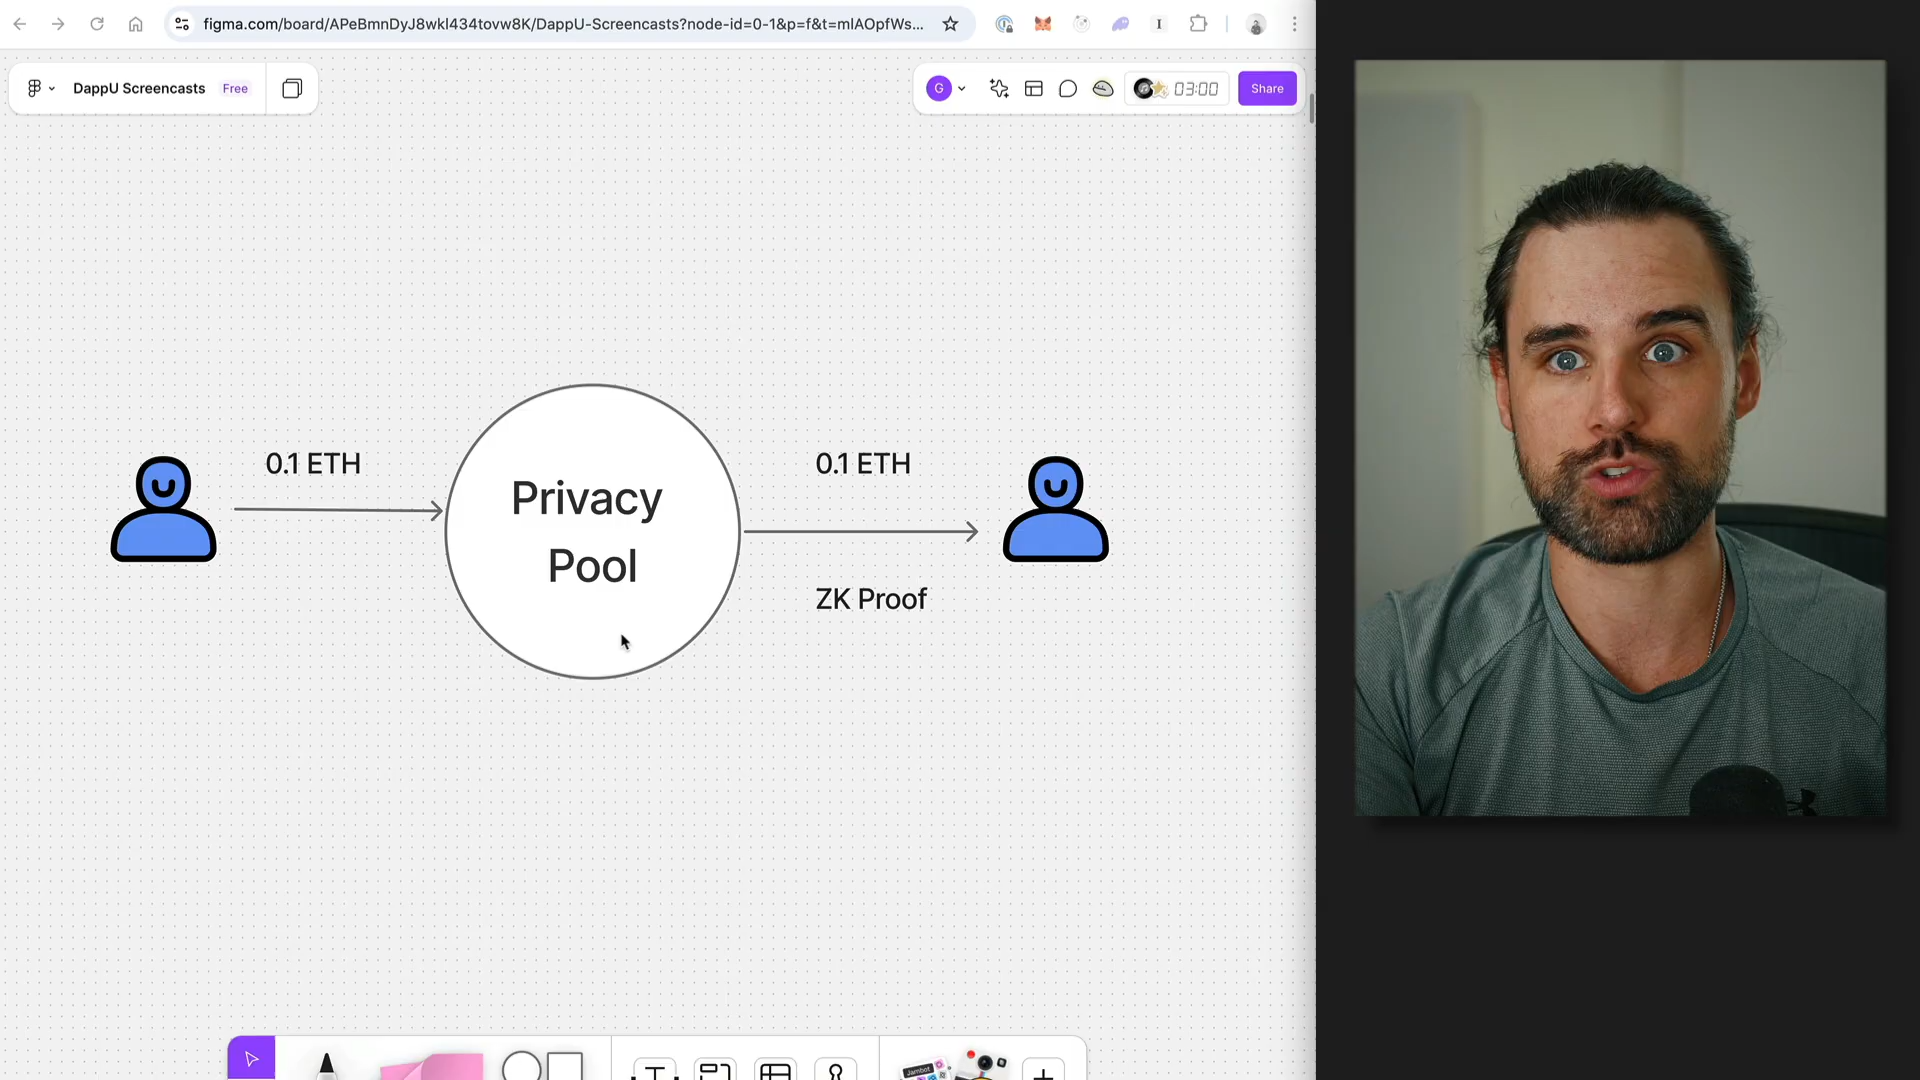 figma.com/board/APeBmnDyJ8wkl434tovw8K/DappU-Screencasts?node-id=0-1&p=f&t=mlAOpfWs...
DappU Screencasts Free
G
03:00
Share
0.1 ETH
Privacy
Pool
0.1 ETH
ZK Proof
Jambot